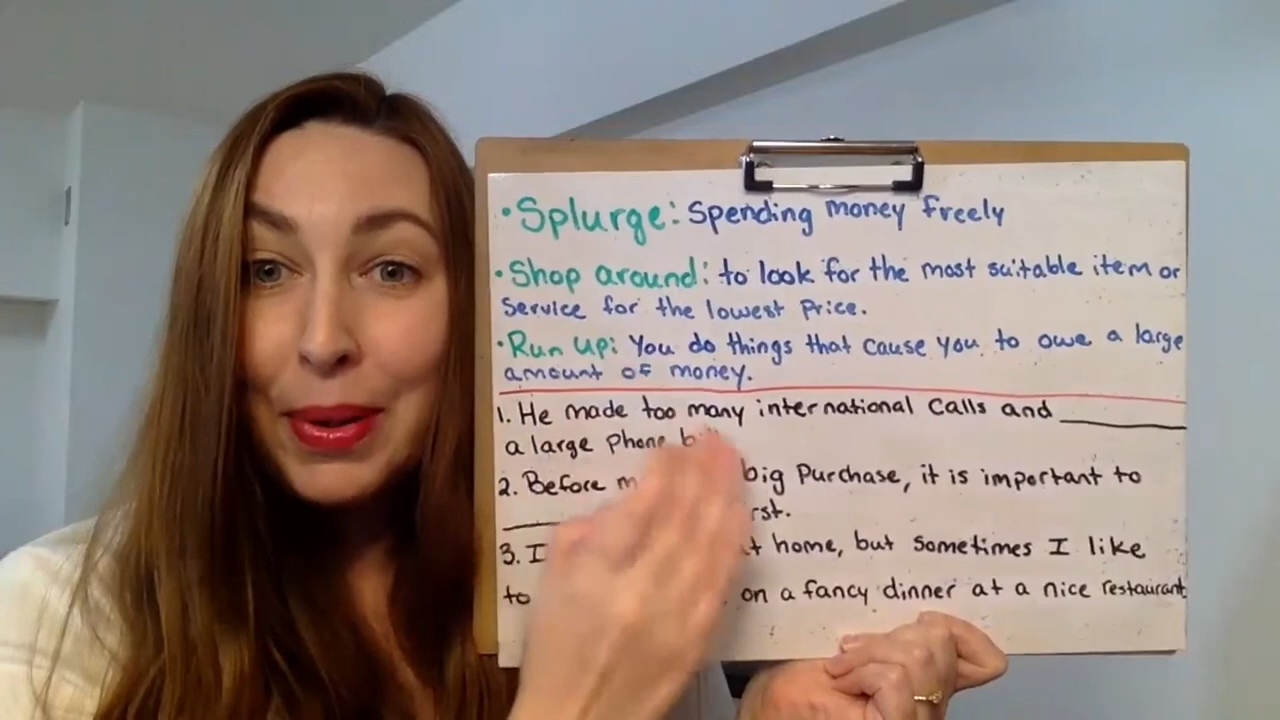 • Splurge: Spending money freely
• Shop around: to look for the most suitable item or
Service for the lowest Price.
• Run up: You do things that cause you to owe a large
amount of money.
1. He made too many international Calls and ________
a large Phone
2. Before big Purchase, it is important to
________
3. I home, but Sometimes I like
to on a fancy dinner at a nice restaurant